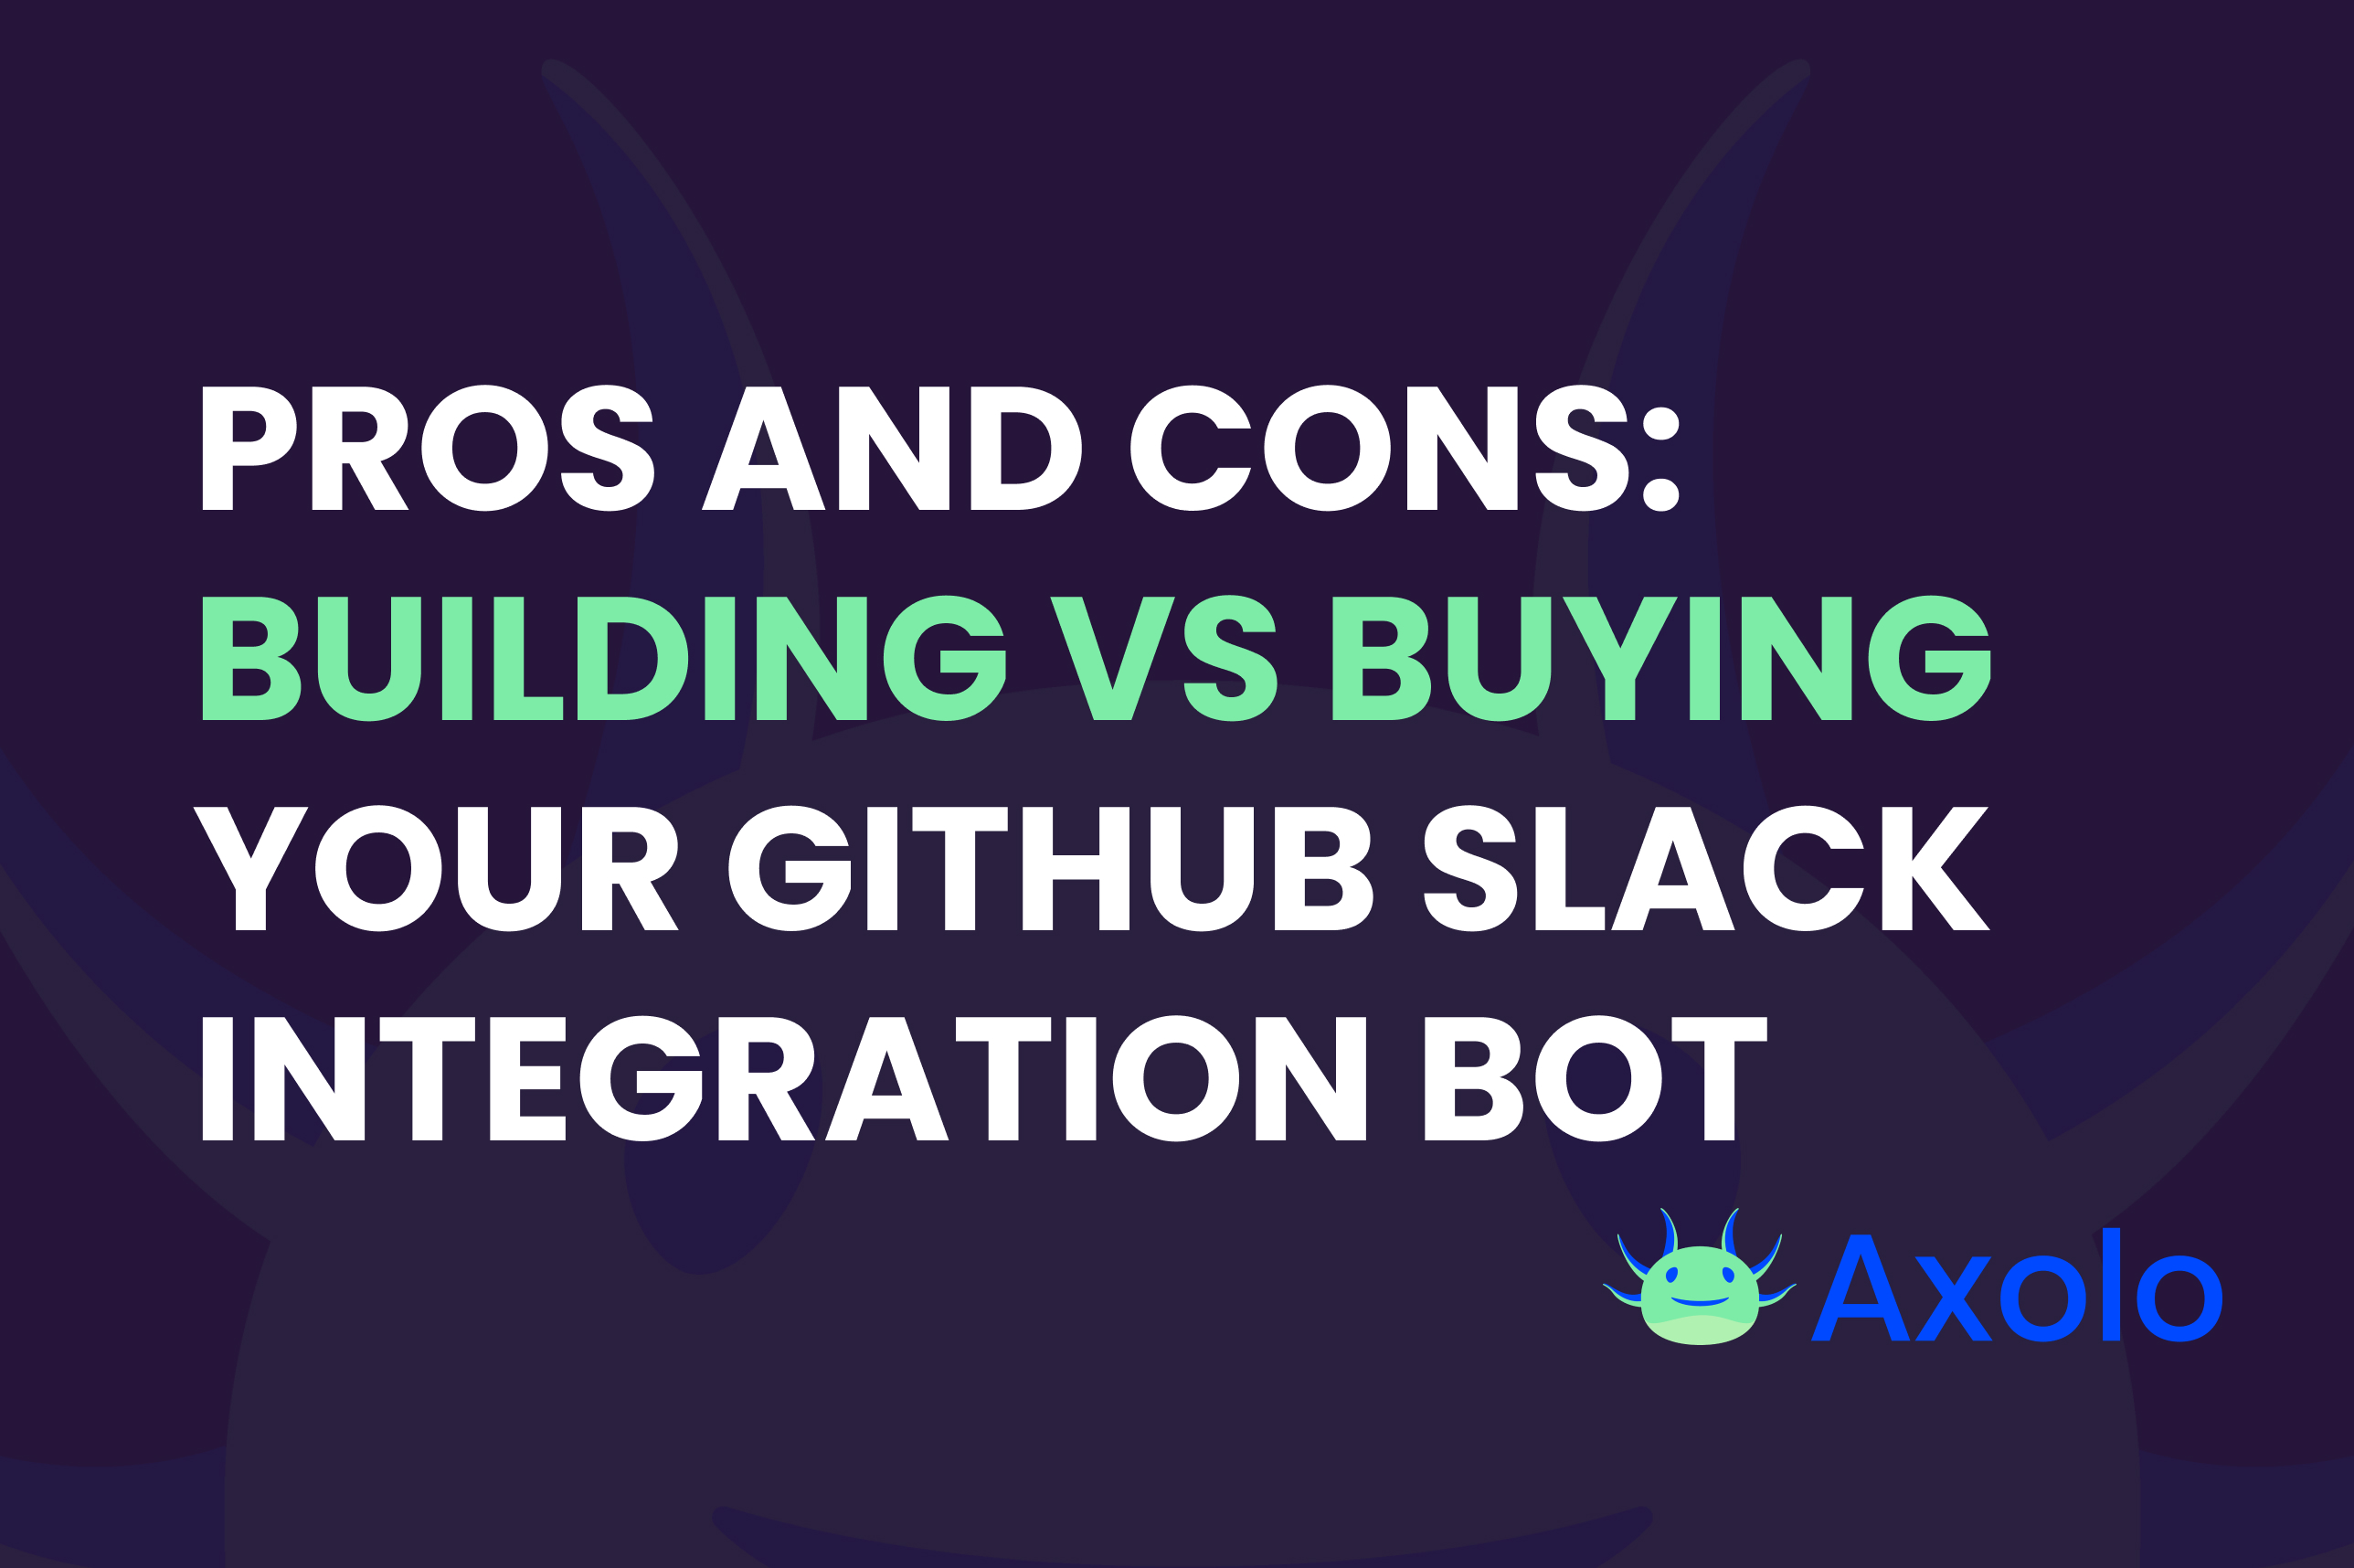 PROS AND CONS:
BUILDING VS BUYING
YOUR GITHUB SLACK
INTEGRATION BOT
Axolo